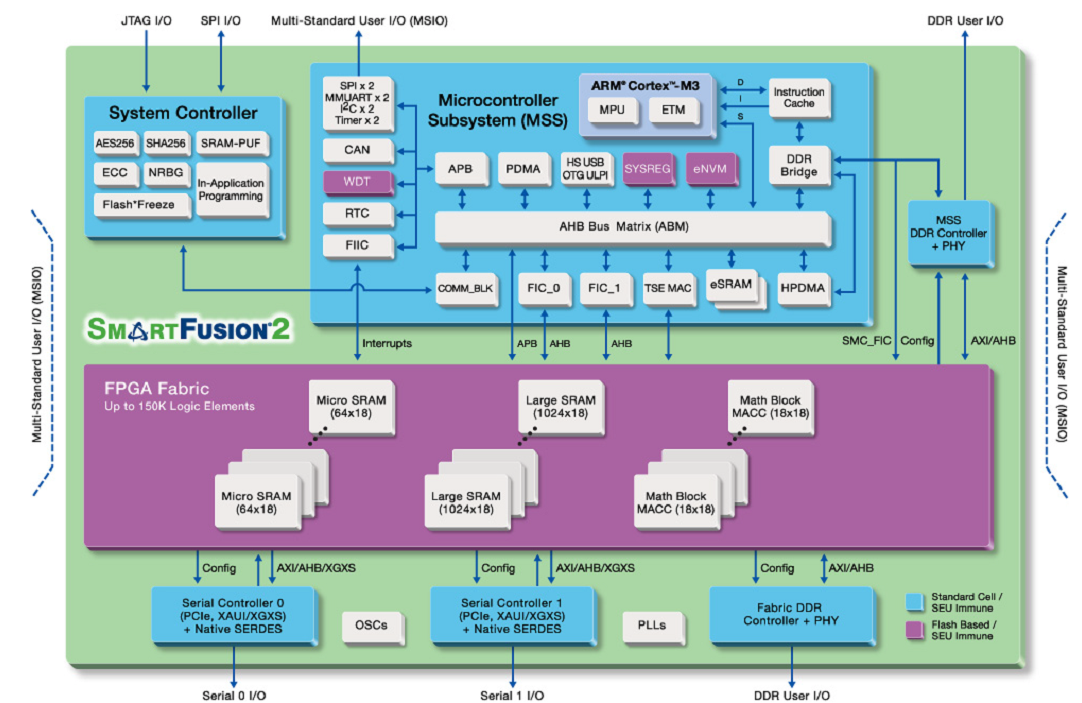 JTAG I/O
SPI I/O
Multi-Standard User I/O (MSIO)
DDR User I/O
System Controller
AES256
SHA256
SRAM-PUF
ECC
NRBG
In-Application
Programming
Flash*Freeze
SPI x 2
MMUART x 2
I²C x 2
Timer x 2
CAN
WDT
RTC
FIIC
Microcontroller
Subsystem (MSS)
ARM® Cortex™-M3
MPU
ETM
D
I
S
Instruction
Cache
APB
PDMA
HS USB
OTG ULPI
SYSREG
eNVM
DDR
Bridge
AHB Bus Matrix (ABM)
COMM_BLK
FIC_0
FIC_1
TSE MAC
eSRAM
HPDMA
MSS
DDR Controller
+ PHY
Multi-Standard User I/O (MSIO)
Multi-Standard User I/O (MSIO)
SmartFusion®2
Interrupts
APB
AHB
AHB
SMC_FIC
Config
AXI/AHB
FPGA Fabric
Up to 150K Logic Elements
Micro SRAM
(64x18)
Large SRAM
(1024x18)
Math Block
MACC (18x18)
Micro SRAM
(64x18)
Large SRAM
(1024x18)
Math Block
MACC (18x18)
Config
AXI/AHB/XGXS
Config
AXI/AHB/XGXS
Config
AXI/AHB
Serial Controller 0
(PCIe, XAUI/XGXS)
+ Native SERDES
OSCs
Serial Controller 1
(PCIe, XAUI/XGXS)
+ Native SERDES
PLLs
Fabric DDR
Controller + PHY
Standard Cell /
SEU Immune
Flash Based /
SEU Immune
Serial 0 I/O
Serial 1 I/O
DDR User I/O